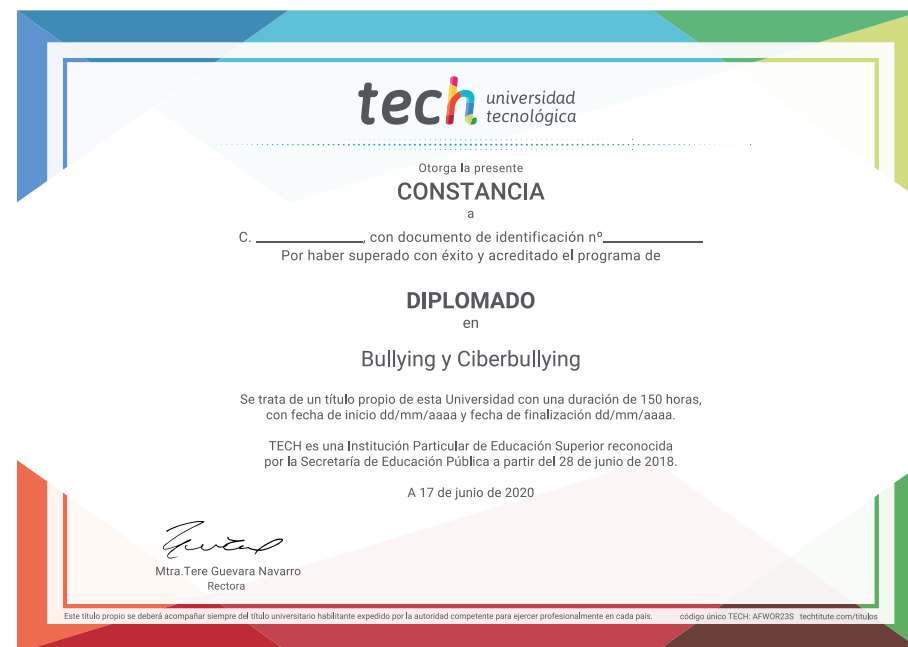 tech universidad
tecnológica
Otorga la presente
CONSTANCIA
a
C. ______________, con documento de identificación nº_____________
Por haber superado con éxito y acreditado el programa de
DIPLOMADO
en
Bullying y Ciberbullying
Se trata de un título propio de esta Universidad con una duración de 150 horas,
con fecha de inicio dd/mm/aaaa y fecha de finalización dd/mm/aaaa.
TECH es una Institución Particular de Educación Superior reconocida
por la Secretaría de Educación Pública a partir del 28 de junio de 2018.
A 17 de junio de 2020
Mtra.Tere Guevara Navarro
Rectora
Este título propio se deberá acompañar siempre del título universitario habilitante expedido por la autoridad competente para ejercer profesionalmente en cada país. código único TECH: AFWOR23S techtitute.com/titulos